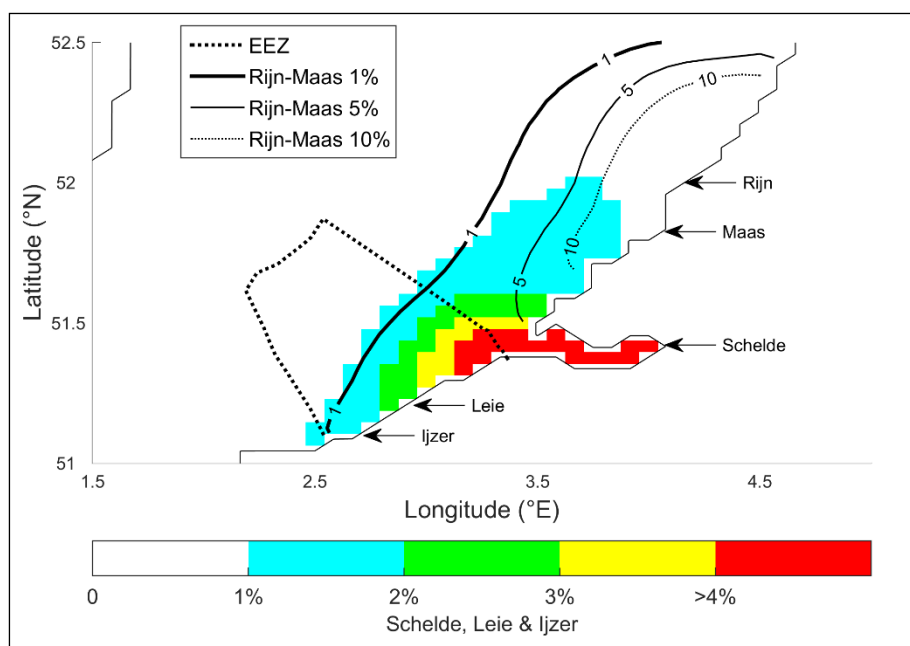 52.5
52
51.5
51
Latitude (°N)
EEZ
Rijn-Maas 1%
Rijn-Maas 5%
Rijn-Maas 10%
1
5
10
1
10
5
1
Rijn
Maas
Schelde
Leie
Ijzer
1.5 2.5 3.5 4.5
Longitude (°E)
0 1% 2% 3% >4%
Schelde, Leie & Ijzer